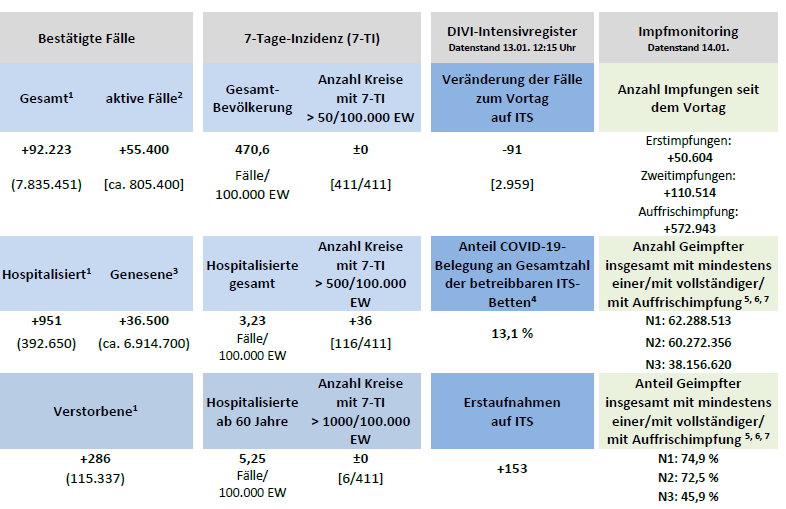 Bestätigte Fälle
7-Tage-Inzidenz (7-TI)
DIVI-Intensivregister
Datenstand 13.01. 12:15 Uhr
Impfmonitoring
Datenstand 14.01.
Gesamt¹
aktive Fälle²
Gesamt-
Bevölkerung
Anzahl Kreise
mit 7-TI
> 50/100.000 EW
Veränderung der Fälle
zum Vortag
auf ITS
Anzahl Impfungen seit
dem Vortag
+92.223
(7.835.451)
+55.400
[ca. 805.400]
470,6
Fälle/
100.000 EW
±0
[411/411]
-91
[2.959]
Erstimpfungen:
+50.604
Zweitimpfungen:
+110.514
Auffrischimpfung:
+572.943
Hospitalisiert¹
Genesene³
Hospitalisierte
gesamt
Anzahl Kreise
mit 7-TI
> 500/100.000
EW
Anteil COVID-19-
Belegung an Gesamtzahl
der betreibbaren ITS-
Betten⁴
Anzahl Geimpfter
insgesamt mit mindestens
einer/mit vollständiger/
mit Auffrischimpfung ⁵, ⁶, ⁷
+951
(392.650)
+36.500
(ca. 6.914.700)
3,23
Fälle/
100.000 EW
+36
[116/411]
13,1 %
N1: 62.288.513
N2: 60.272.356
N3: 38.156.620
Verstorbene¹
Hospitalisierte
ab 60 Jahre
Anzahl Kreise
mit 7-TI
> 1000/100.000
EW
Erstaufnahmen
auf ITS
Anteil Geimpfter
insgesamt mit mindestens
einer/mit vollständiger/
mit Auffrischimpfung ⁵, ⁶, ⁷
+286
(115.337)
5,25
Fälle/
100.000 EW
±0
[6/411]
+153
N1: 74,9 %
N2: 72,5 %
N3: 45,9 %